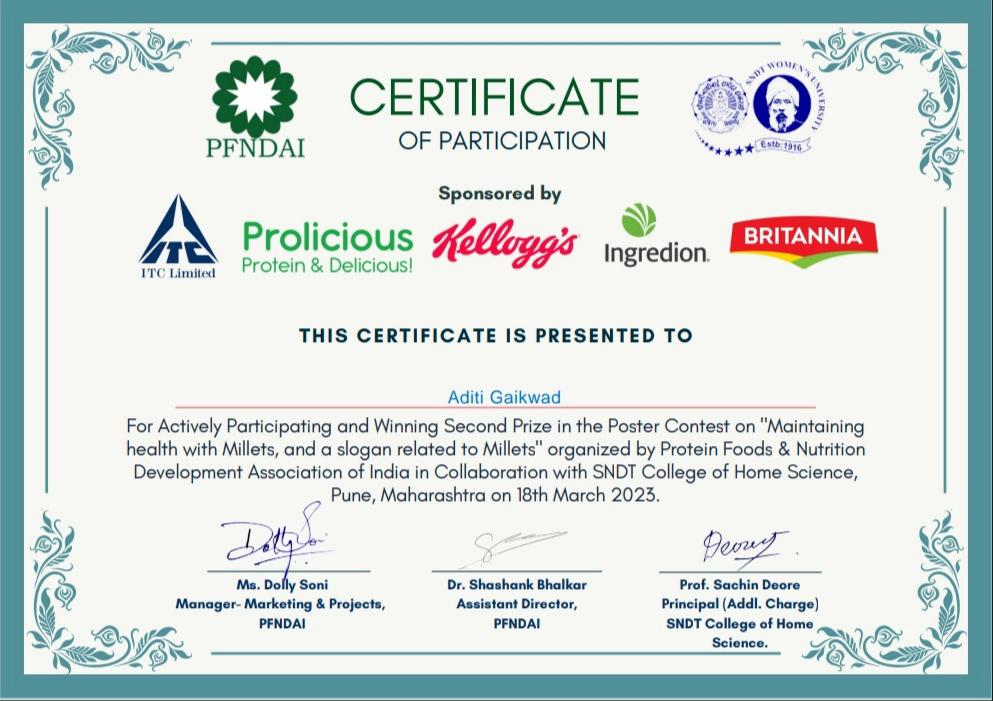 PFNDAI
CERTIFICATE
OF PARTICIPATION
SNDT WOMEN'S UNIVERSITY
Estb:1916
Sponsored by
ITC
ITC Limited
Prolicious
Protein & Delicious!
Kellogg's
Ingredion
BRITANNIA
THIS CERTIFICATE IS PRESENTED TO
Aditi Gaikwad
For Actively Participating and Winning Second Prize in the Poster Contest on "Maintaining
health with Millets, and a slogan related to Millets" organized by Protein Foods & Nutrition
Development Association of India in Collaboration with SNDT College of Home Science,
Pune, Maharashtra on 18th March 2023.
Dolly Soni
Deorey
Ms. Dolly Soni
Manager- Marketing & Projects,
PFNDAI
Dr. Shashank Bhalkar
Assistant Director,
PFNDAI
Prof. Sachin Deore
Principal (Addl. Charge)
SNDT College of Home
Science.